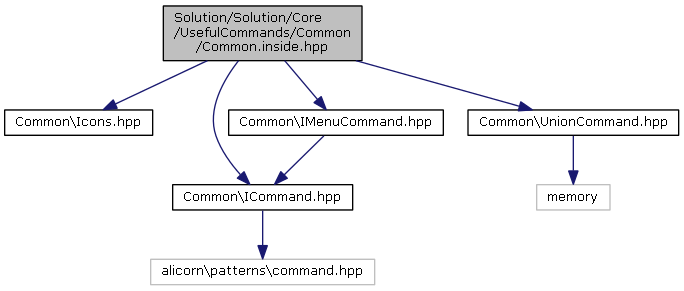 Solution/Solution/Core
/UsefulCommands/Common
/Common.inside.hpp
Common\Icons.hpp
Common\IMenuCommand.hpp
Common\UnionCommand.hpp
Common\ICommand.hpp
memory
alicorn\patterns\command.hpp